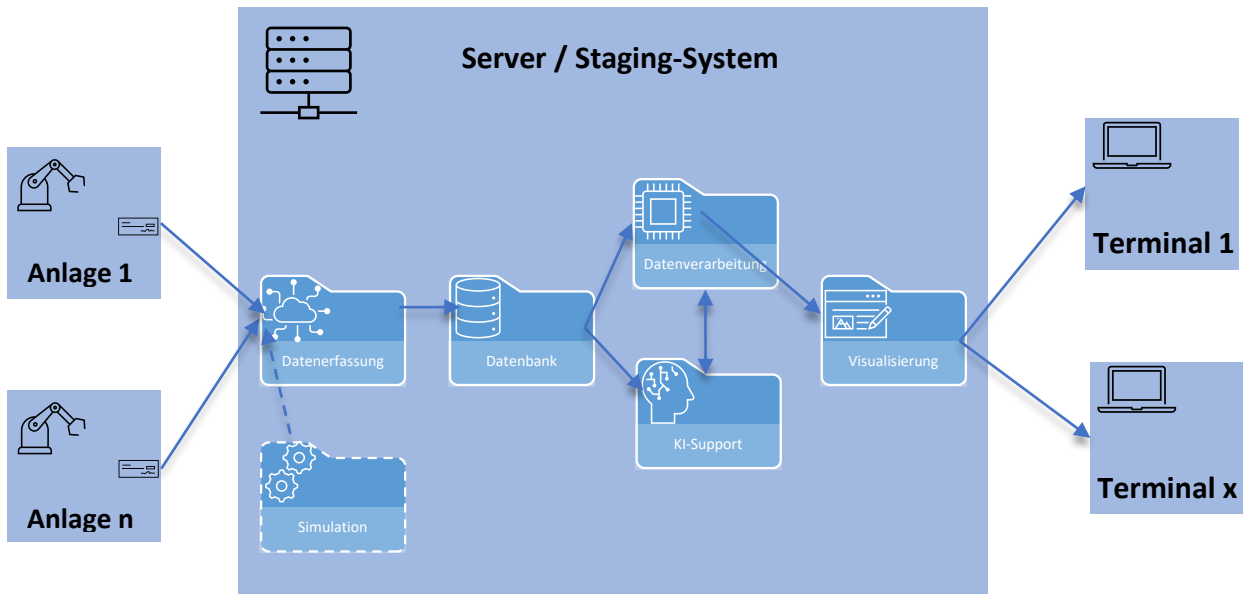 Server / Staging-System
Anlage 1
Anlage n
Datenerfassung
Datenbank
Datenverarbeitung
KI-Support
Simulation
Visualisierung
Terminal 1
Terminal x